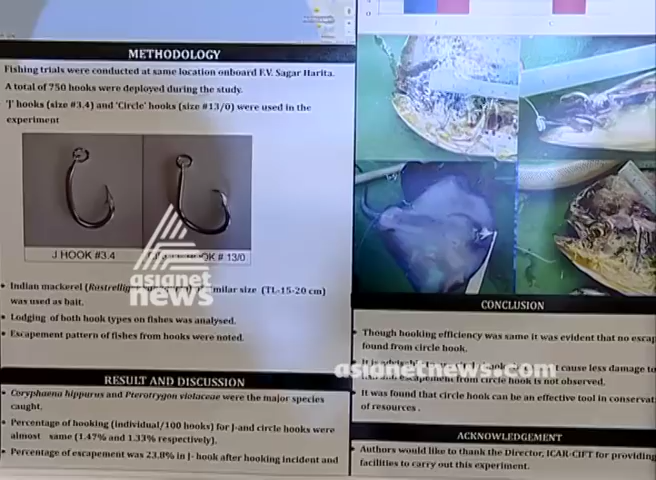 METHODOLOGY
Fishing trials were conducted at same location onboard F.V. Sagar Harita.
A total of 750 hooks were deployed during the study.
'J' hooks (size #3.4) and 'Circle' hooks (size #13/0) were used in the
experiment
J HOOK #3.4
HOOK # 13/0
Indian mackerel (
milar size (TL-15-20 cm)
was used as bait.
Lodging of both hook types on fishes was analysed.
Escapement pattern of fishes from hooks were noted.
asianet
news
RESULT AND DISCUSSION
Coryphaena hippurus and Pterotrygon violaceae were the major species
caught.
Percentage of hooking (individual/100 hooks) for J-and circle hooks were
almost same (1.47% and 1.33% respectively).
Percentage of escapement was 23.8% in J- hook after hooking incident and
CONCLUSION
Though hooking efficiency was same it was evident that no escap
found from circle hook.
cause less damage to
escapement from circle hook is not observed.
asianetnews.com
It was found that circle hook can be an effective tool in conservat
of resources .
ACKNOWLEDGEMENT
Authors would like to thank the Director, ICAR-CIFT for providing
facilities to carry out this experiment.